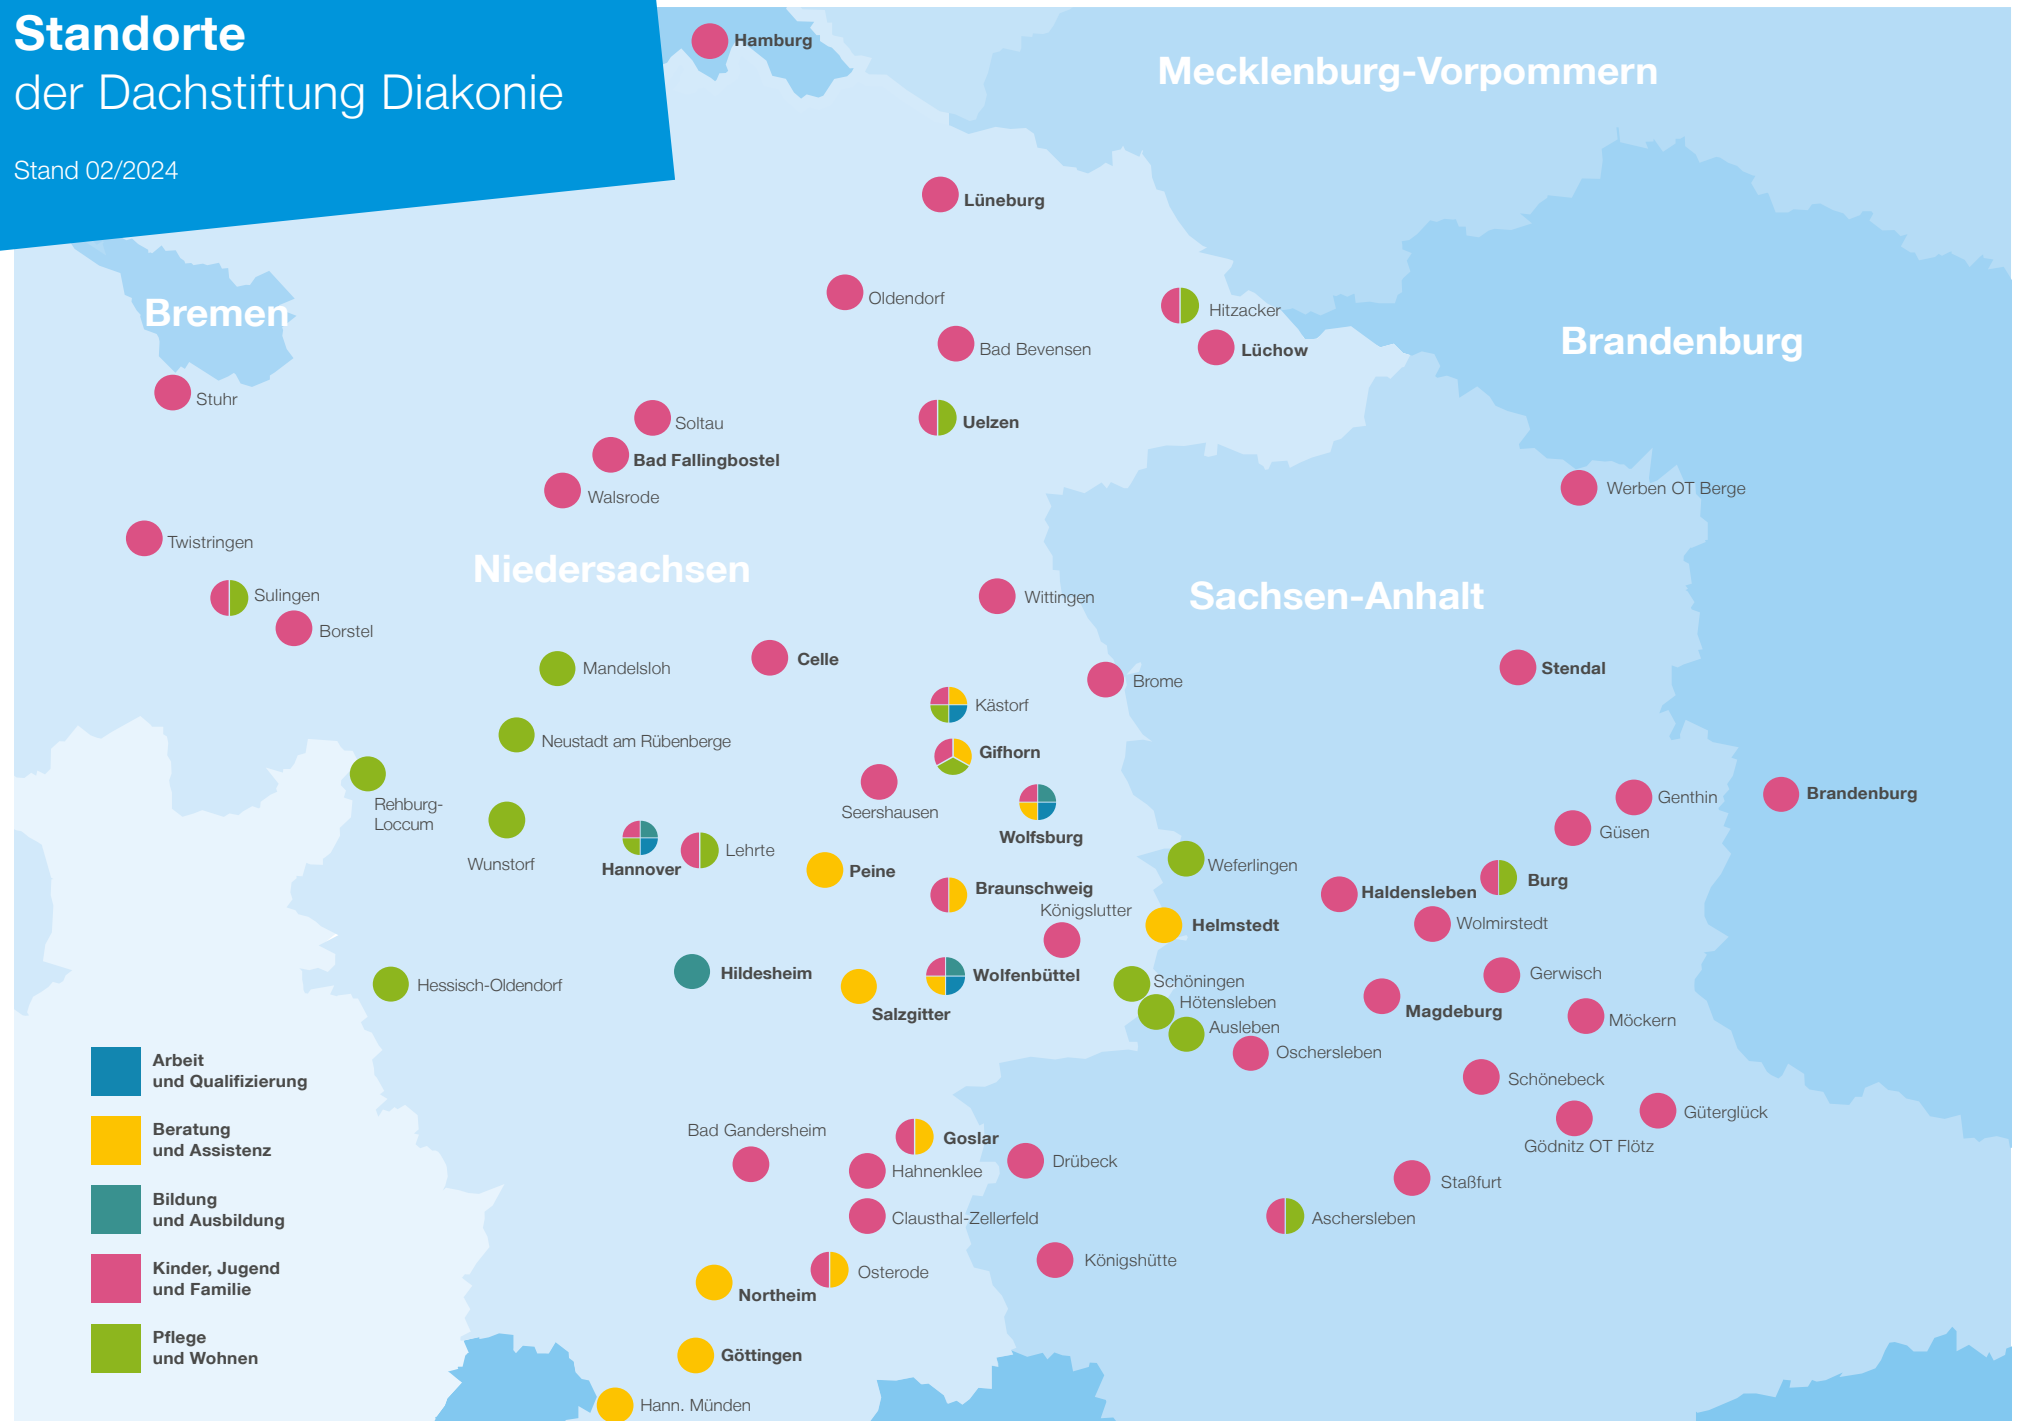 Standorte
der Dachstiftung Diakonie
Stand 02/2024
Hamburg
Mecklenburg-Vorpommern
Lüneburg
Oldendorf
Bremen
Hitzacker
Bad Bevensen
Lüchow
Brandenburg
Stuhr
Soltau
Uelzen
Bad Fallingbostel
Walsrode
Werben OT Berge
Twistringen
Niedersachsen
Sulingen
Wittingen
Sachsen-Anhalt
Borstel
Mandelsloh
Celle
Brome
Stendal
Kästorf
Neustadt am Rübenberge
Gifhorn
Rehburg-
Loccum
Seershausen
Genthin
Brandenburg
Wolfsburg
Güsen
Wunstorf
Hannover
Lehrte
Peine
Weferlingen
Braunschweig
Haldensleben
Burg
Königslutter
Helmstedt
Wolmirstedt
Hessisch-Oldendorf
Hildesheim
Wolfenbüttel
Schöningen
Gerwisch
Salzgitter
Hötensleben
Magdeburg
Ausleben
Möckern
Oschersleben
Schönebeck
Güterglück
Gödnitz OT Flötz
Bad Gandersheim
Goslar
Hahnenklee
Drübeck
Staßfurt
Clausthal-Zellerfeld
Aschersleben
Königshütte
Osterode
Northeim
Göttingen
Hann. Münden
Arbeit
und Qualifizierung
Beratung
und Assistenz
Bildung
und Ausbildung
Kinder, Jugend
und Familie
Pflege
und Wohnen